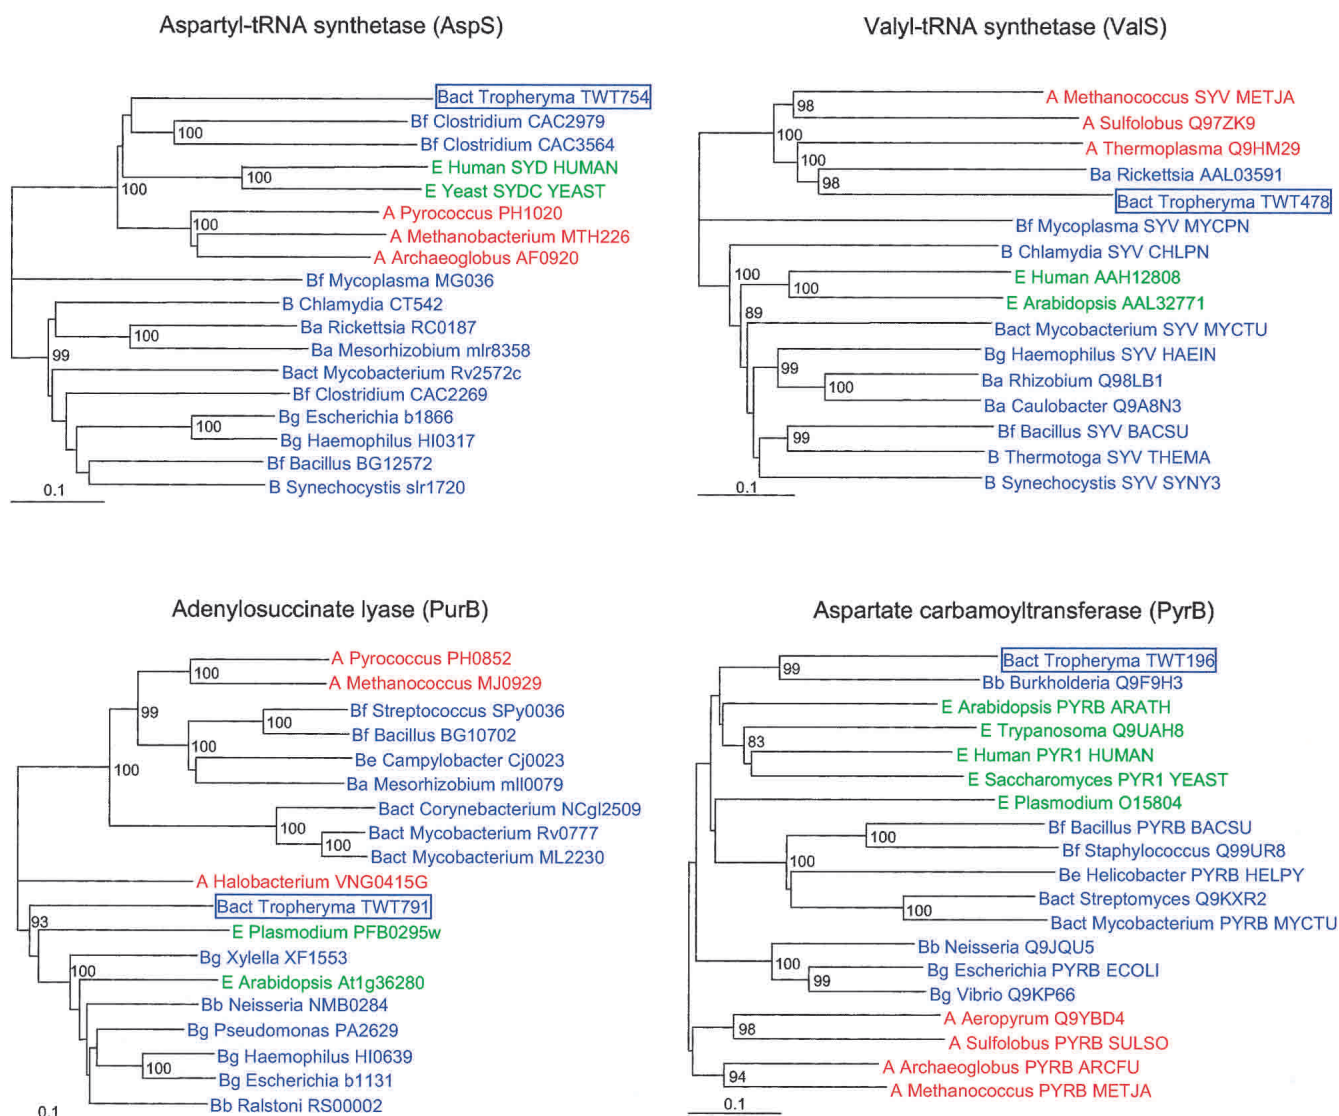 Aspartyl-tRNA synthetase (AspS)
Bact Tropheryma TWT754
Bf Clostridium CAC2979
100
Bf Clostridium CAC3564
E Human SYD HUMAN
100
100
E Yeast SYDC YEAST
A Pyrococcus PH1020
100
A Methanobacterium MTH226
A Archaeoglobus AF0920
Bf Mycoplasma MG036
B Chlamydia CT542
Ba Rickettsia RC0187
100
Ba Mesorhizobium mlr8358
99
Bact Mycobacterium Rv2572c
Bf Clostridium CAC2269
Bg Escherichia b1866
100
Bg Haemophilus HI0317
Bf Bacillus BG12572
B Synechocystis slr1720
0.1
Valyl-tRNA synthetase (ValS)
A Methanococcus SYV METJA
98
A Sulfolobus Q97ZK9
100
A Thermoplasma Q9HM29
100
Ba Rickettsia AAL03591
98
Bact Tropheryma TWT478
Bf Mycoplasma SYV MYCPN
B Chlamydia SYV CHLPN
100
E Human AAH12808
100
E Arabidopsis AAL32771
89
Bact Mycobacterium SYV MYCTU
Bg Haemophilus SYV HAEIN
99
Ba Rhizobium Q98LB1
100
Ba Caulobacter Q9A8N3
Bf Bacillus SYV BACSU
99
B Thermotoga SYV THEMA
B Synechocystis SYV SYNY3
0.1
Adenylosuccinate lyase (PurB)
A Pyrococcus PH0852
100
A Methanococcus MJ0929
99
Bf Streptococcus SPy0036
100
Bf Bacillus BG10702
100
Be Campylobacter Cj0023
100
Ba Mesorhizobium mll0079
Bact Corynebacterium NCgl2509
100
Bact Mycobacterium Rv0777
100
Bact Mycobacterium ML2230
A Halobacterium VNG0415G
Bact Tropheryma TWT791
93
E Plasmodium PFB0295w
Bg Xylella XF1553
100
E Arabidopsis At1g36280
Bb Neisseria NMB0284
Bg Pseudomonas PA2629
Bg Haemophilus HI0639
100
Bg Escherichia b1131
Bb Ralstoni RS00002
0.1
Aspartate carbamoyltransferase (PyrB)
Bact Tropheryma TWT196
99
Bb Burkholderia Q9F9H3
E Arabidopsis PYRB ARATH
E Trypanosoma Q9UAH8
83
E Human PYR1 HUMAN
E Saccharomyces PYR1 YEAST
E Plasmodium O15804
Bf Bacillus PYRB BACSU
100
Bf Staphylococcus Q99UR8
100
Be Helicobacter PYRB HELPY
Bact Streptomyces Q9KXR2
100
Bact Mycobacterium PYRB MYCTU
Bb Neisseria Q9JQU5
100
Bg Escherichia PYRB ECOLI
99
Bg Vibrio Q9KP66
A Aeropyrum Q9YBD4
98
A Sulfolobus PYRB SULSO
A Archaeoglobus PYRB ARCFU
94
A Methanococcus PYRB METJA
0.1